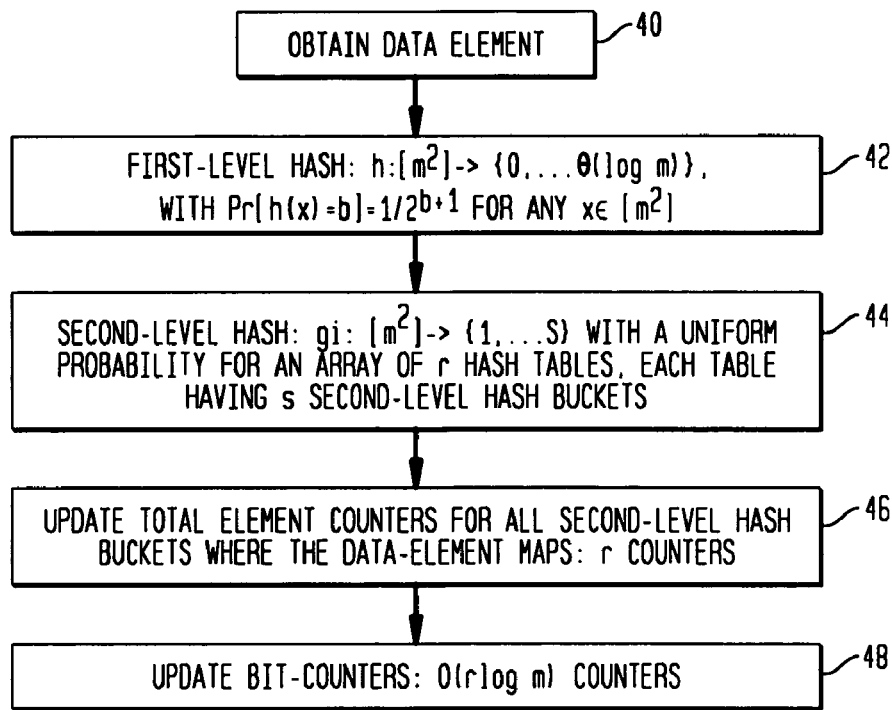 OBTAIN DATA ELEMENT
40
FIRST-LEVEL HASH: h:[m²]-> {0,...θ(log m)},
WITH Pr[h(x)=b]=1/2^{b+1} FOR ANY x∈ [m²]
42
SECOND-LEVEL HASH: gi: [m²]-> {1,...S} WITH A UNIFORM
PROBABILITY FOR AN ARRAY OF r HASH TABLES, EACH TABLE
HAVING s SECOND-LEVEL HASH BUCKETS
44
UPDATE TOTAL ELEMENT COUNTERS FOR ALL SECOND-LEVEL HASH
BUCKETS WHERE THE DATA-ELEMENT MAPS: r COUNTERS
46
UPDATE BIT-COUNTERS: O(rlog m) COUNTERS
48